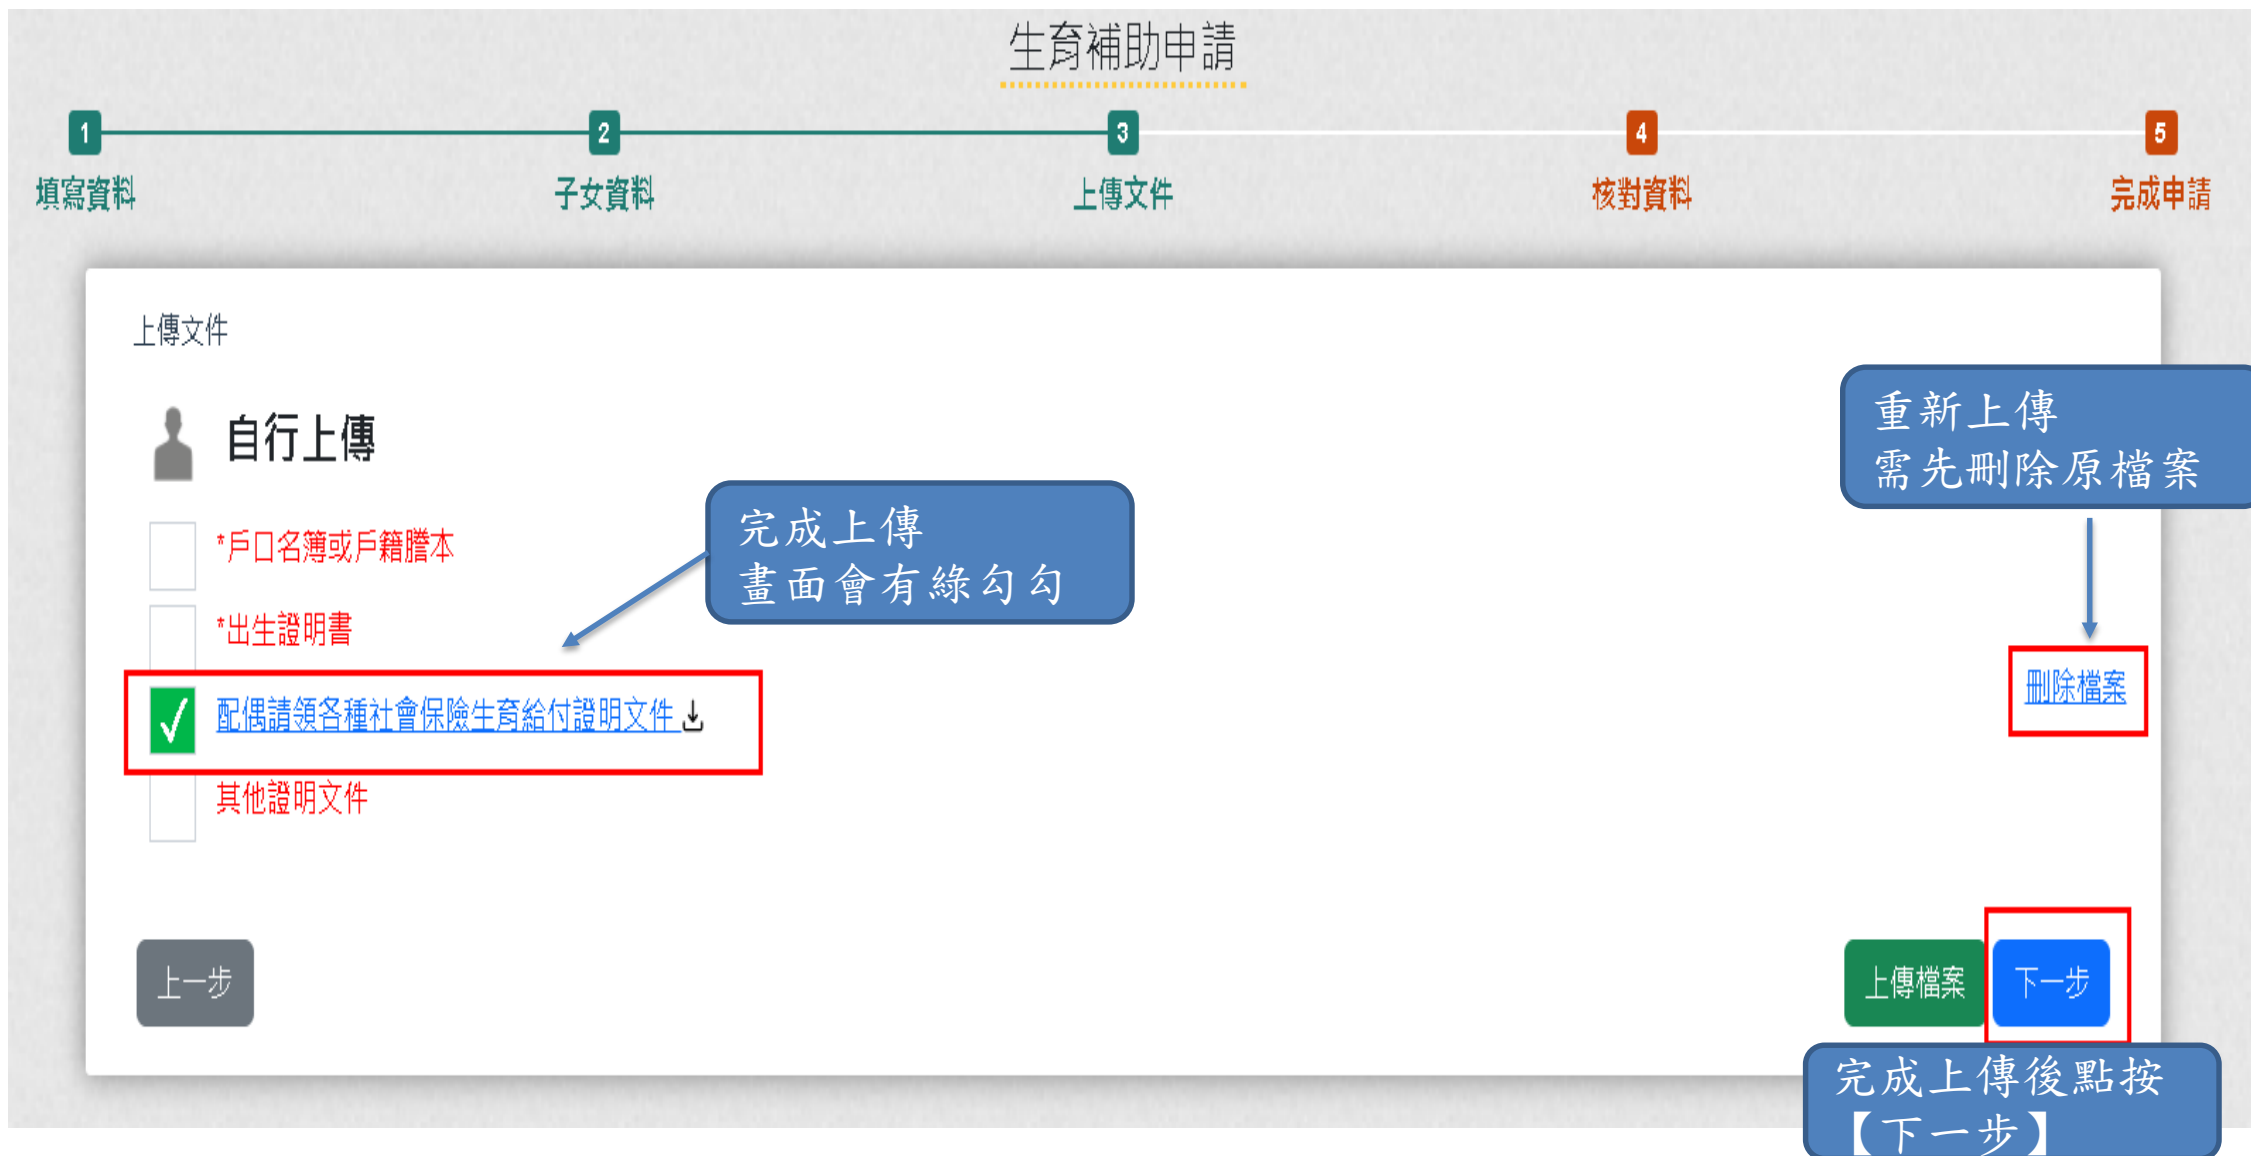 生育補助申請
1
2
3
4
5
填寫資料
子女資料
上傳文件
核對資料
完成申請
上傳文件
自行上傳
重新上傳
需先刪除原檔案
完成上傳
畫面會有綠勾勾
*戶口名簿或戶籍謄本
*出生證明書
配偶請領各種社會保險生育給付證明文件
刪除檔案
其他證明文件
上一步
上傳檔案
下一步
完成上傳後點按
【下一步】